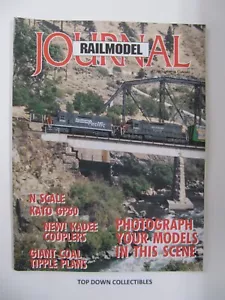 JOURNAL
RAILMODEL
N SCALE
KATO GP50
NEW! KADEE
COUPLERS
GIANT COAL
TIPPLE PLANS
PHOTOGRAPH
YOUR MODELS
IN THIS SCENE
TOP DOWN COLLECTIBLES